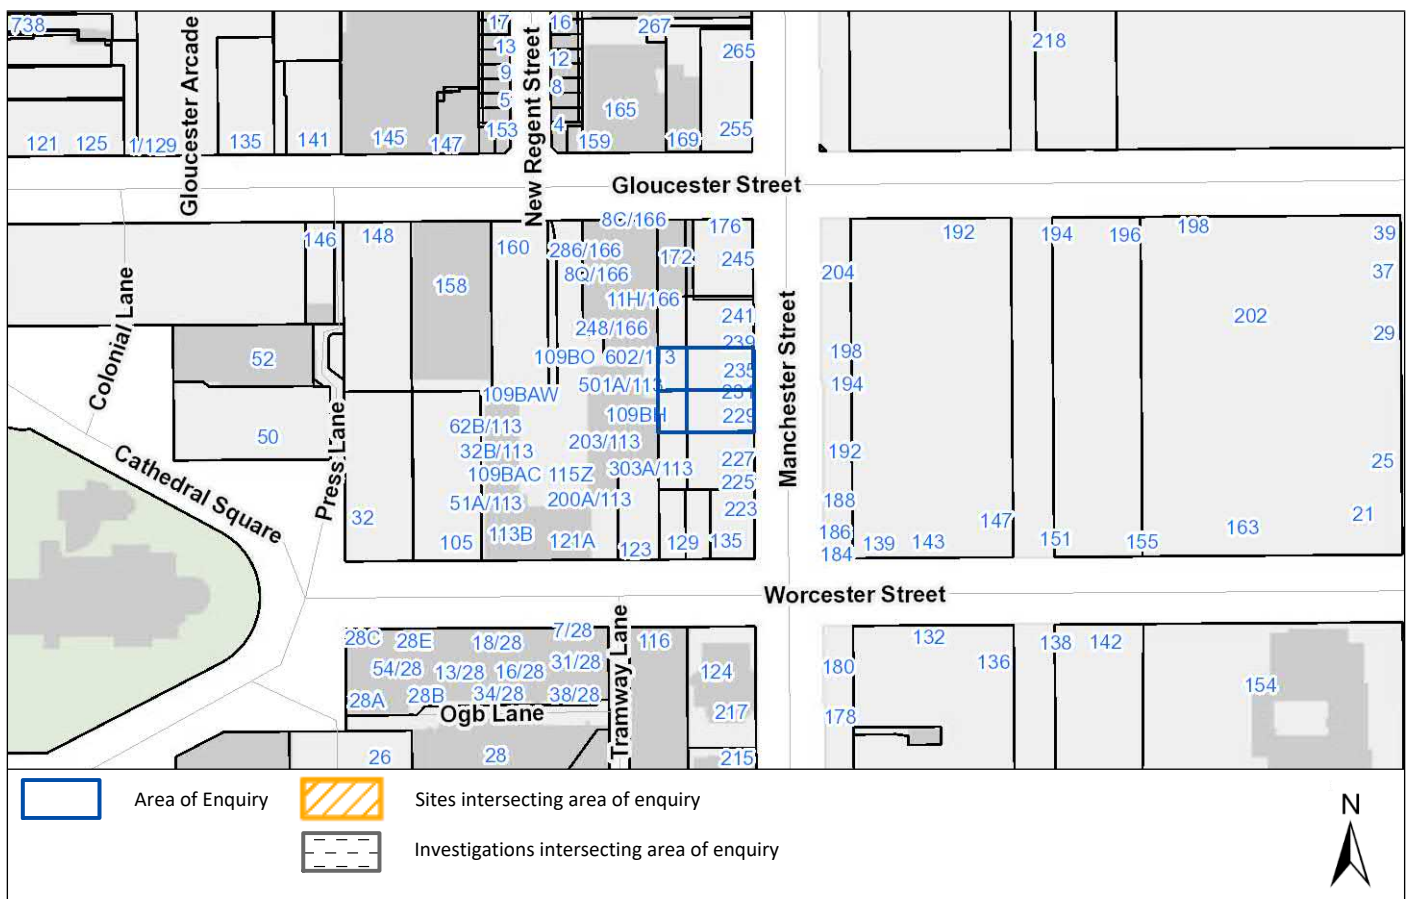 738
17
16
267
218
13
12
265
9
8
5
165
4
153
121
125
1/129
135
141
145
147
159
169
255
Gloucester Arcade
New Regent Street
Gloucester Street
8C/166
146
148
160
286/166
172
176
192
194
196
198
39
158
8Q/166
245
204
37
11H/166
248/166
241
239
202
29
52
109BO
602/113
235
198
Colonial Lane
Manchester Street
109BAW
501A/113
231
194
50
62B/113
109BH
229
Press Lane
32B/113
203/113
227
192
25
Cathedral Square
109BAC
115Z
303A/113
225
51A/113
200A/113
223
188
32
113B
147
163
21
105
121A
123
129
135
186
184
139
143
151
155
Worcester Street
28C
28E
18/28
7/28
116
132
138
142
54/28
13/28
16/28
31/28
124
180
136
154
28A
28B
34/28
38/28
217
178
Ogb Lane
Tramway Lane
26
28
215
Area of Enquiry
Sites intersecting area of enquiry
Investigations intersecting area of enquiry
N